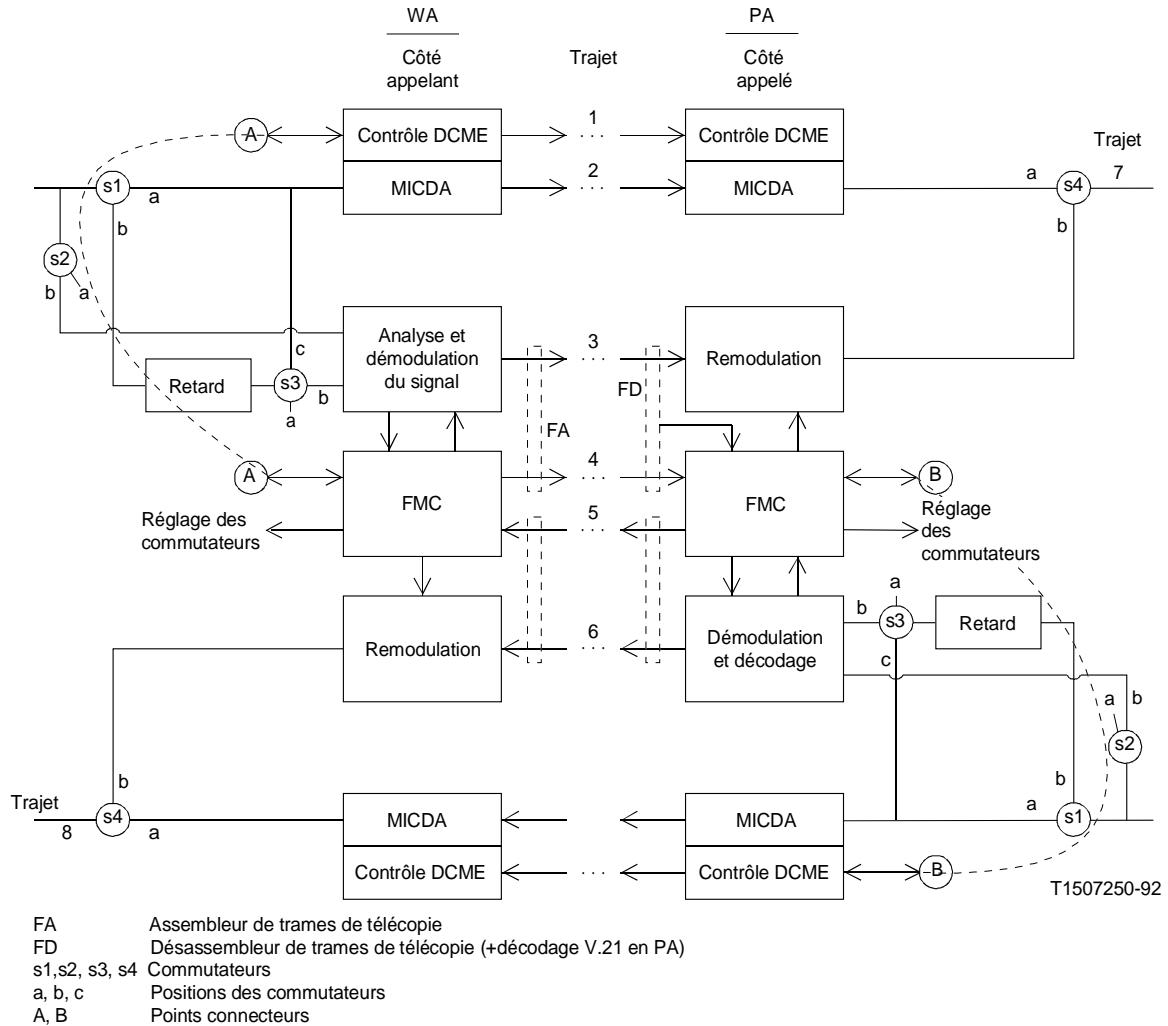 WA
PA
Côté
appelant
Trajet
Côté
appelé
A
Contrôle DCME
1
· · ·
Contrôle DCME
Trajet
s1
a
MICDA
2
· · ·
MICDA
a
s4
7
b
b
s2
b
a
Analyse et
démodulation
du signal
3
· · ·
Remodulation
c
Retard
s3
b
a
FD
FA
A
FMC
4
· · ·
FMC
B
Réglage des
commutateurs
5
· · ·
Réglage
des
commutateurs
a
Remodulation
6
· · ·
Démodulation
et décodage
b
s3
Retard
c
a
b
s2
b
b
Trajet
8
s4
a
MICDA
· · ·
MICDA
a
s1
Contrôle DCME
· · ·
Contrôle DCME
B
T1507250-92
FA Assembleur de trames de télécopie
FD Désassembleur de trames de télécopie (+décodage V.21 en PA)
s1,s2, s3, s4 Commutateurs
a, b, c Positions des commutateurs
A, B Points connecteurs